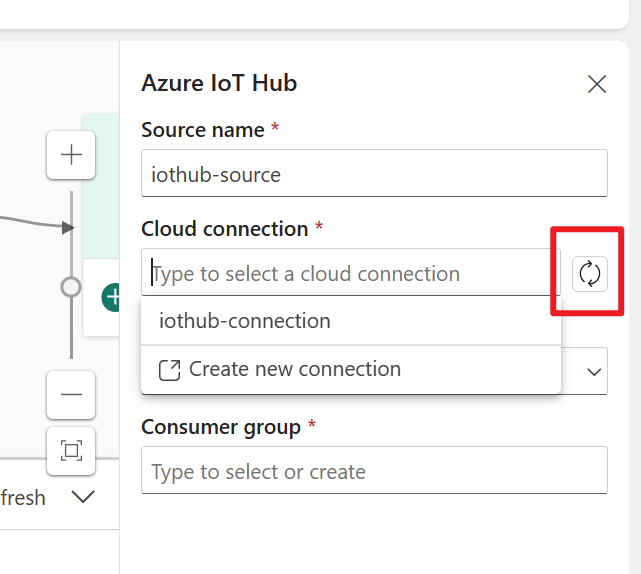 Azure IoT Hub
Source name *
iothub-source
Cloud connection *
Type to select a cloud connection
iothub-connection
Create new connection
Consumer group *
Type to select or create
fresh